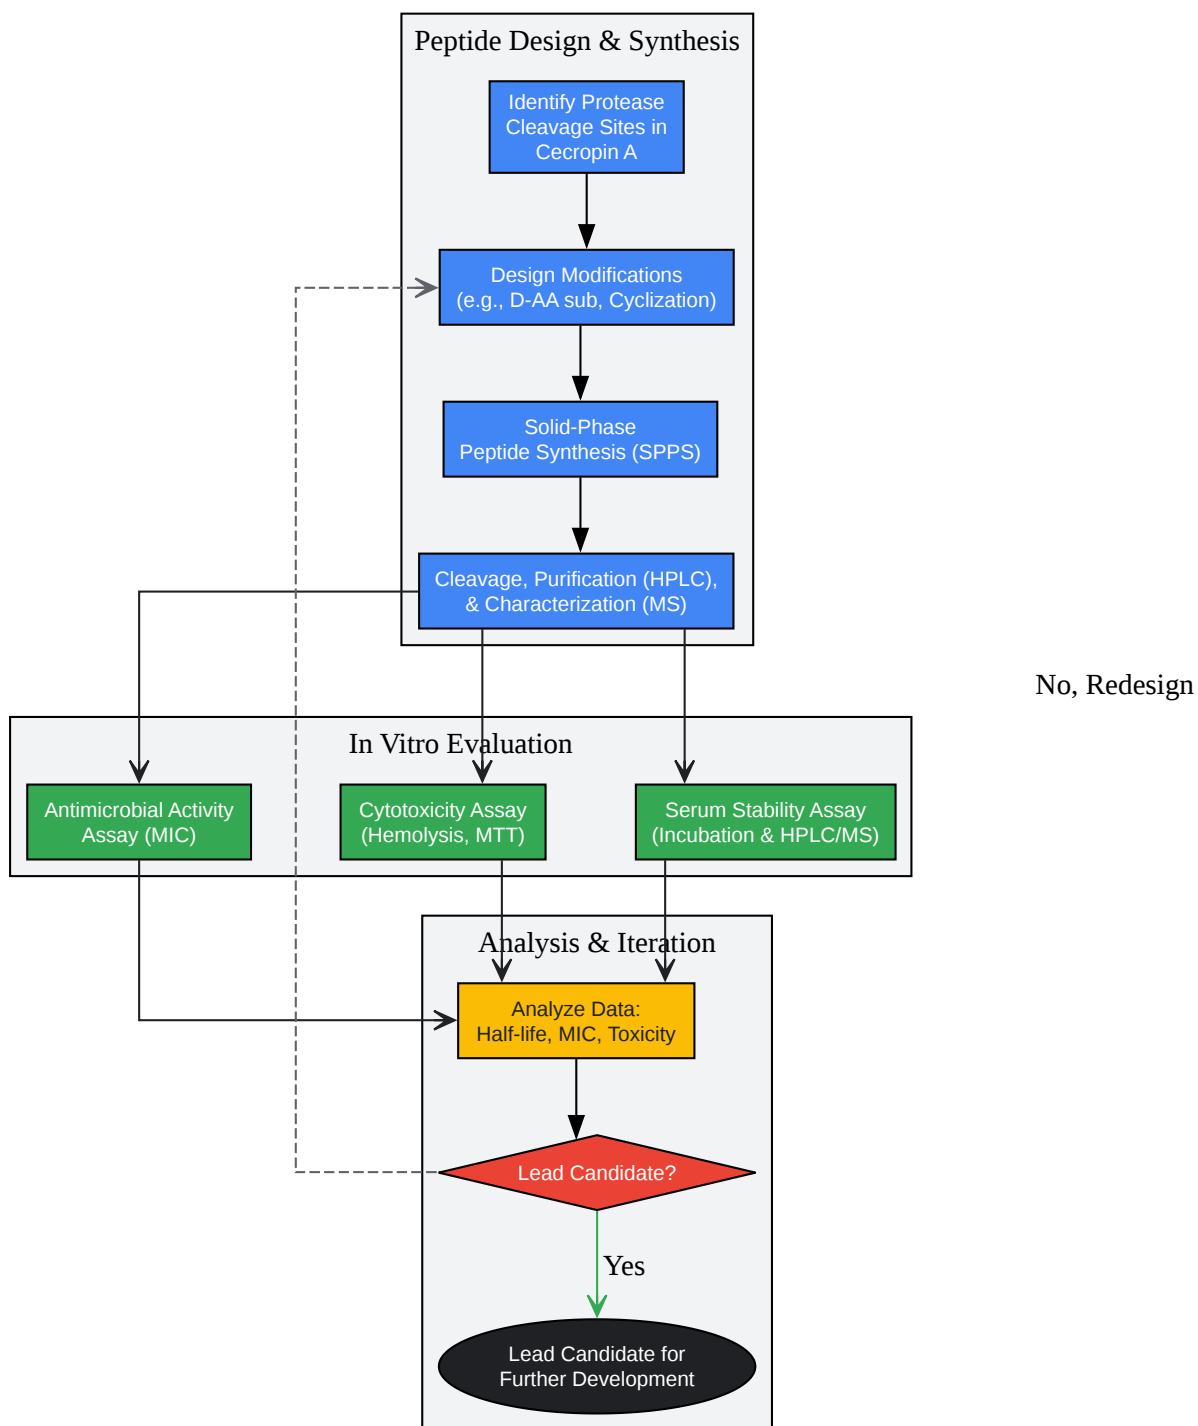 Peptide Design & Synthesis
Identify Protease
Cleavage Sites in
Cecropin A
Design Modifications
(e.g., D-AA sub, Cyclization)
Solid-Phase
Peptide Synthesis (SPPS)
Cleavage, Purification (HPLC),
& Characterization (MS)
No, Redesign
In Vitro Evaluation
Antimicrobial Activity
Assay (MIC)
Cytotoxicity Assay
(Hemolysis, MTT)
Serum Stability Assay
(Incubation & HPLC/MS)
Analysis & Iteration
Analyze Data:
Half-life, MIC, Toxicity
Lead Candidate?
Yes
Lead Candidate for
Further Development